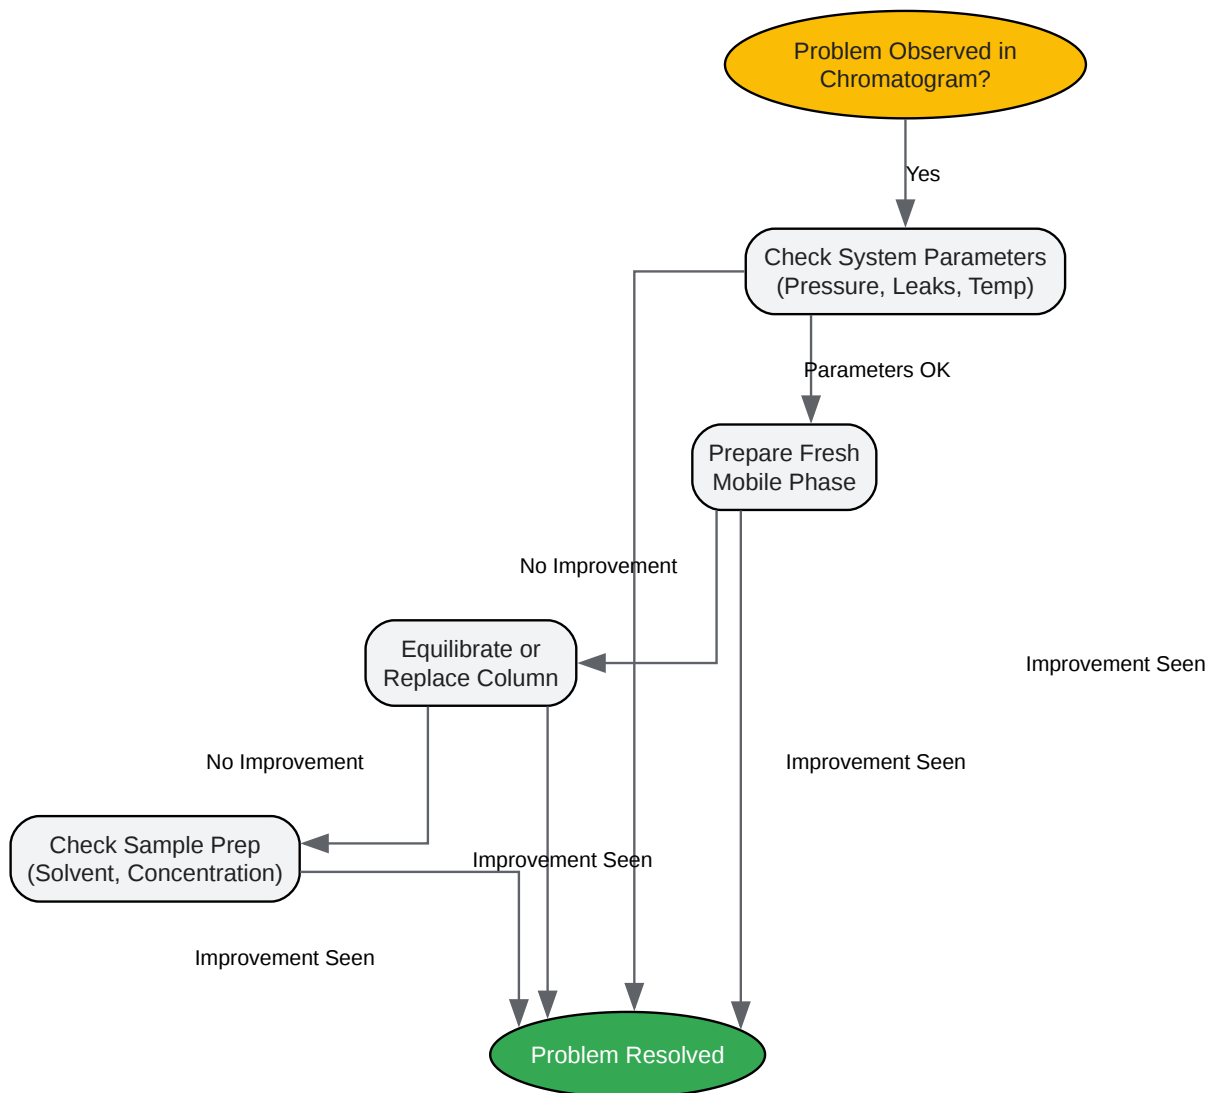 Problem Observed in
Chromatogram?
Yes
Check System Parameters
(Pressure, Leaks, Temp)
Parameters OK
Prepare Fresh
Mobile Phase
No Improvement
Equilibrate or
Replace Column
Improvement Seen
No Improvement
Improvement Seen
Check Sample Prep
(Solvent, Concentration)
Improvement Seen
Improvement Seen
Problem Resolved